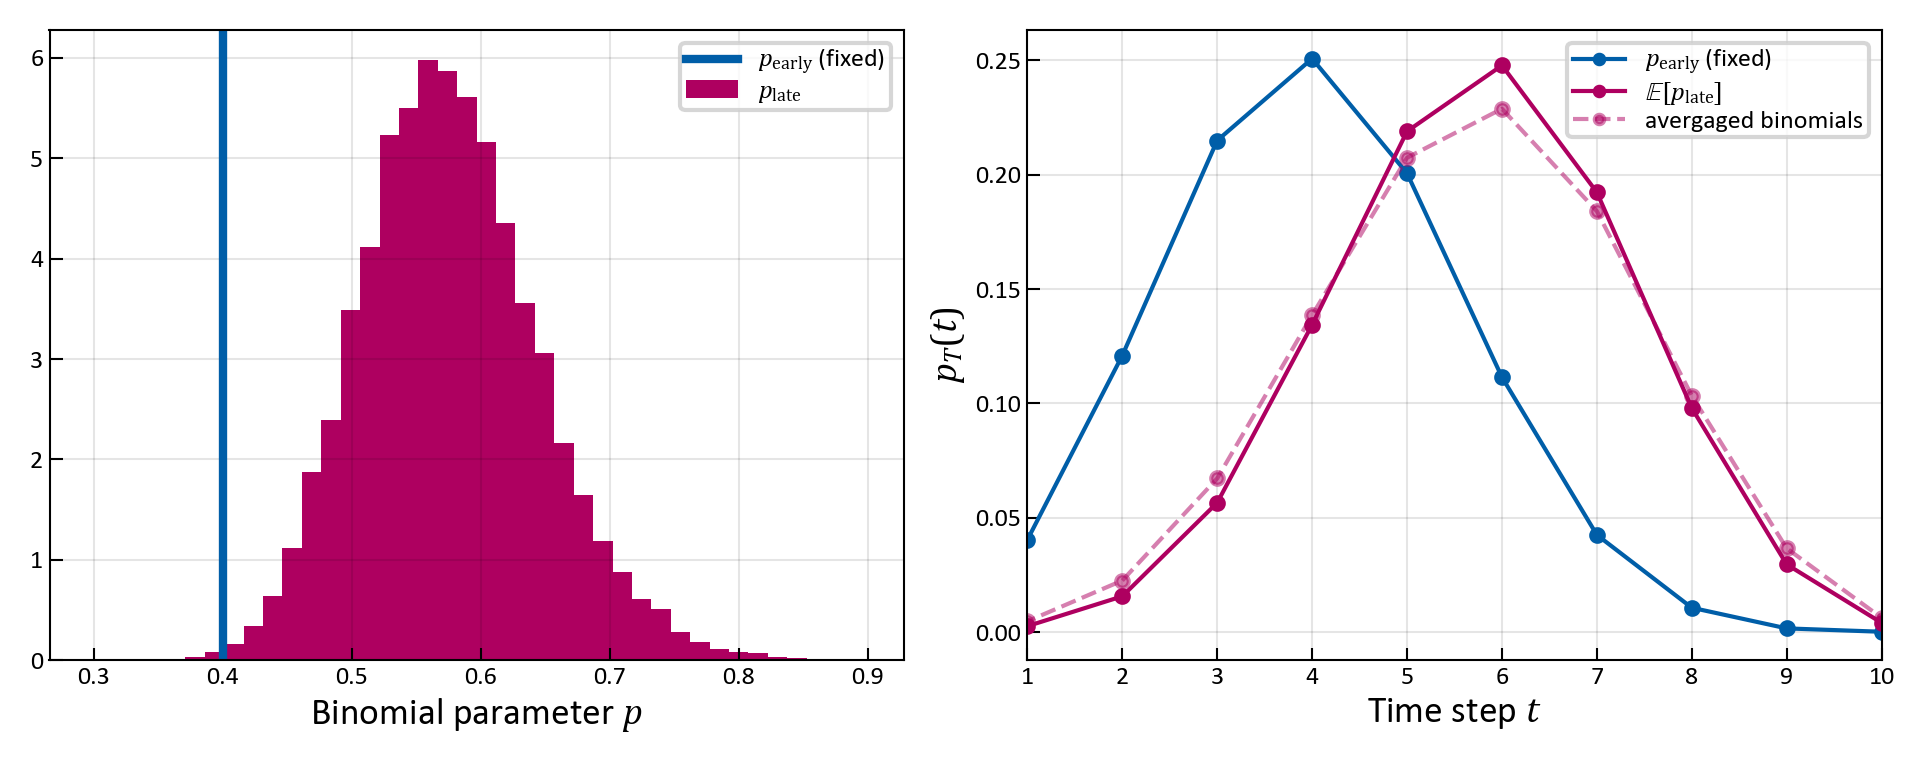 6
5
4
3
2
1
0
0.3 0.4 0.5 0.6 0.7 0.8 0.9
Binomial parameter p
p_early (fixed)
p_late
0.25
0.20
0.15
0.10
0.05
0.00
p_T(t)
1 2 3 4 5 6 7 8 9 10
Time step t
p_early (fixed)
𝔼[p_late]
avergaged binomials